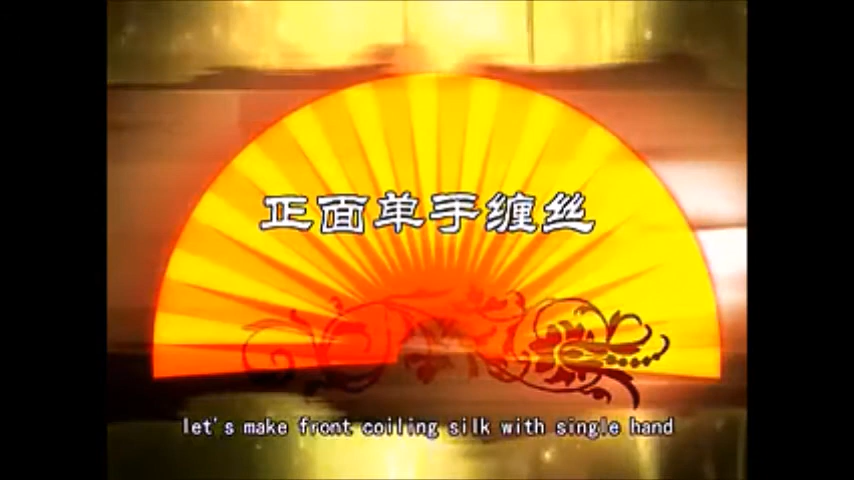 正面单手缠丝
let's make front coiling silk with single hand